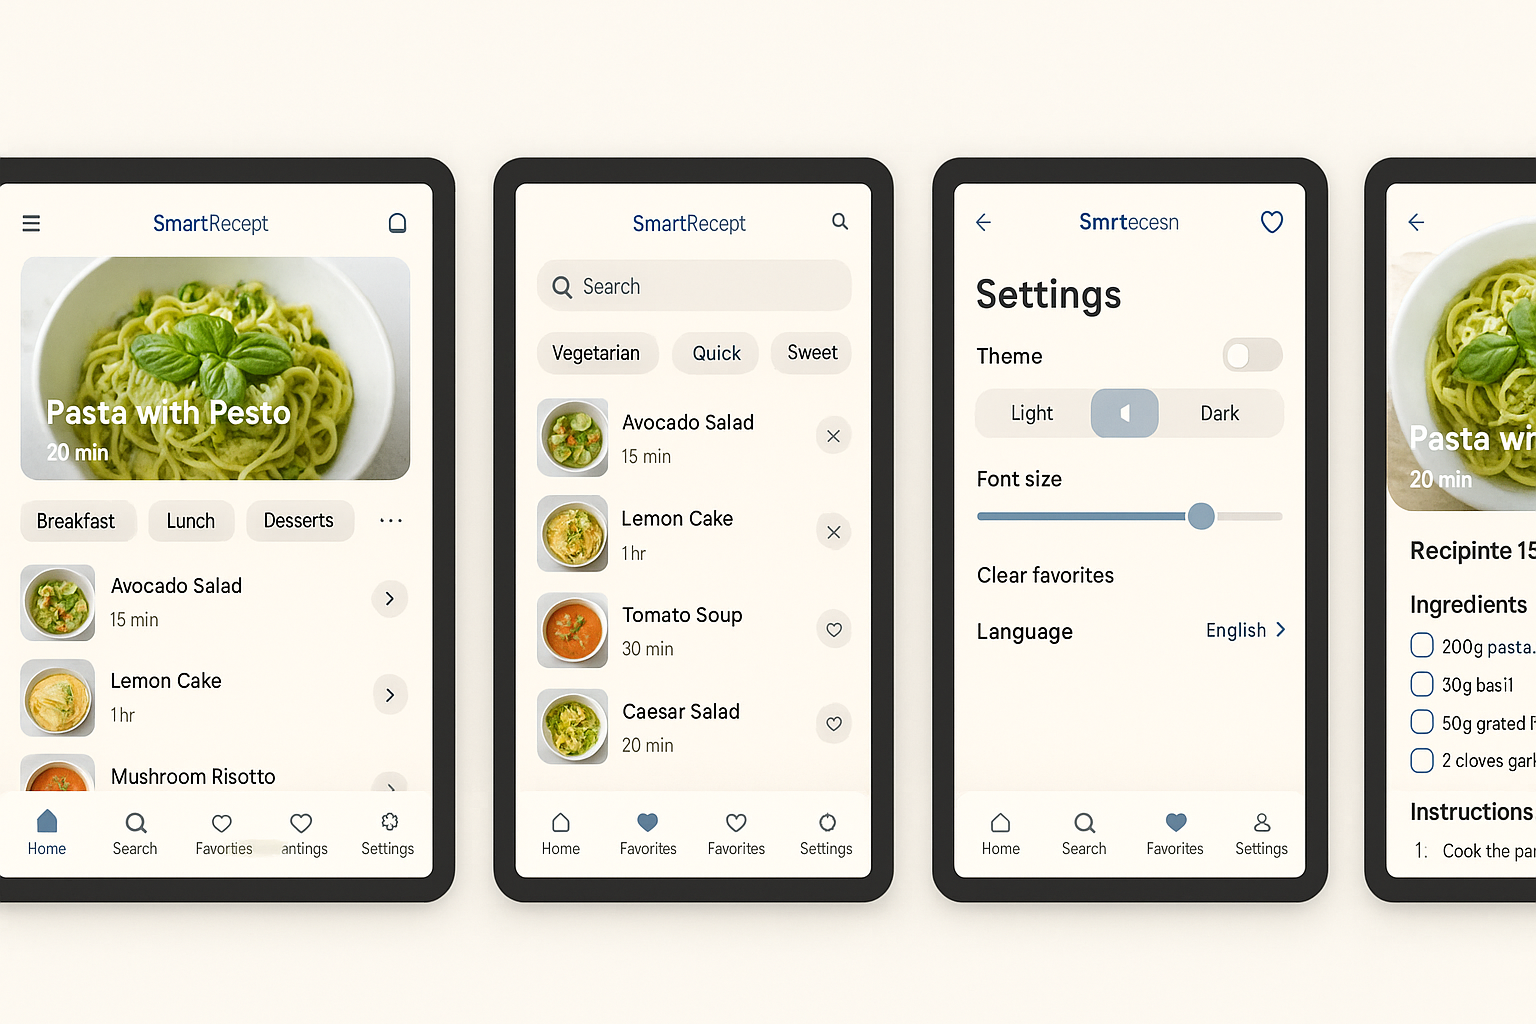 SmartRecept
Pasta with Pesto
20 min
Breakfast
Lunch
Desserts
Avocado Salad
15 min
Lemon Cake
1 hr
Mushroom Risotto
Home
Search
Favorties
antings
Settings
SmartRecept
Search
Vegetarian
Quick
Sweet
Avocado Salad
15 min
Lemon Cake
1 hr
Tomato Soup
30 min
Caesar Salad
20 min
Home
Favorites
Favorites
Settings
Smrtecesn
Settings
Theme
Light
Dark
Font size
Clear favorites
Language
English
Home
Search
Favorites
Settings
Pasta wi
20 min
Recipinte 15
Ingredients
200g pasta.
30g basil
50g grated
2 cloves gar
Instructions
1: Cook the pa